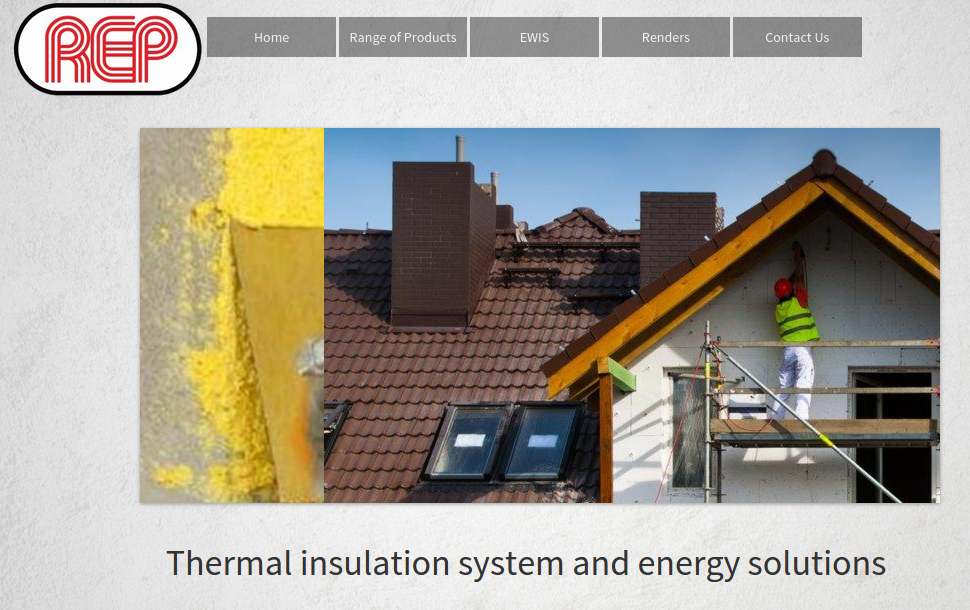 REP
Home
Range of Products
EWIS
Renders
Contact Us
Thermal insulation system and energy solutions